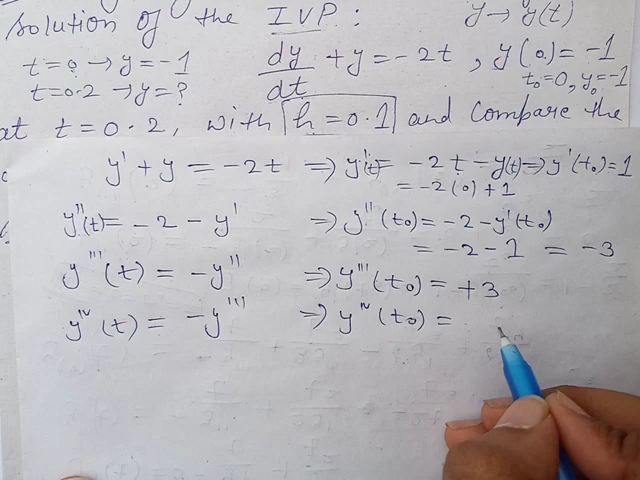 solution of the IVP : y → y(t)
t = 0 → y = -1 dy/dt + y = -2t , y(0) = -1
t = 0.2 → y = ? t₀ = 0, y₀ = -1
at t = 0.2, with h = 0.1 and compare the
y' + y = -2t ⇒ y'(t) = -2t - y(t) ⇒ y'(t₀) = 1
= -2(0) + 1
y''(t) = -2 - y' ⇒ y''(t₀) = -2 - y'(t₀)
= -2 - 1 = -3
y'''(t) = -y'' ⇒ y'''(t₀) = +3
y^iv(t) = -y''' ⇒ y^iv(t₀) =